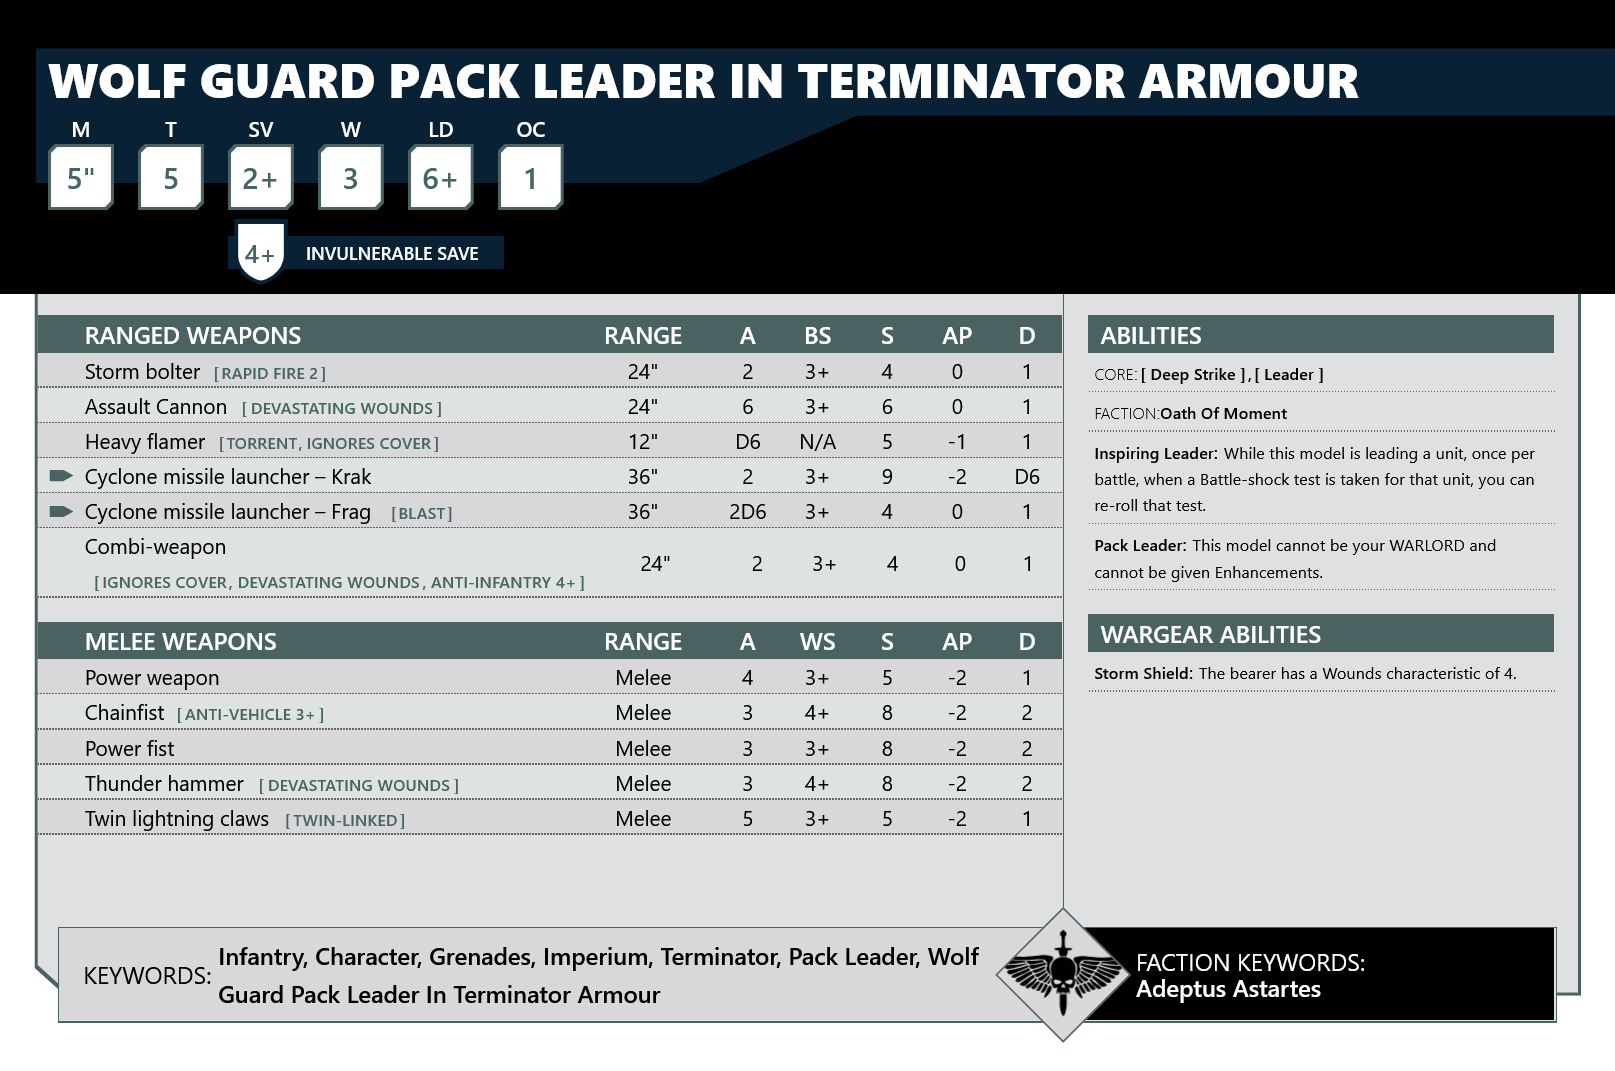 WOLF GUARD PACK LEADER IN TERMINATOR ARMOUR
M T SV W LD OC
5" 5 2+ 3 6+ 1
4+ INVULNERABLE SAVE
RANGED WEAPONS RANGE A BS S AP D
Storm bolter [RAPID FIRE 2] 24" 2 3+ 4 0 1
Assault Cannon [DEVASTATING WOUNDS] 24" 6 3+ 6 0 1
Heavy flamer [TORRENT, IGNORES COVER] 12" D6 N/A 5 -1 1
Cyclone missile launcher – Krak 36" 2 3+ 9 -2 D6
Cyclone missile launcher – Frag [BLAST] 36" 2D6 3+ 4 0 1
Combi-weapon
[IGNORES COVER, DEVASTATING WOUNDS, ANTI-INFANTRY 4+] 24" 2 3+ 4 0 1
MELEE WEAPONS RANGE A WS S AP D
Power weapon Melee 4 3+ 5 -2 1
Chainfist [ANTI-VEHICLE 3+] Melee 3 4+ 8 -2 2
Power fist Melee 3 3+ 8 -2 2
Thunder hammer [DEVASTATING WOUNDS] Melee 3 4+ 8 -2 2
Twin lightning claws [TWIN-LINKED] Melee 5 3+ 5 -2 1
ABILITIES
CORE: [ Deep Strike ], [ Leader ]
FACTION:Oath Of Moment
Inspiring Leader: While this model is leading a unit, once per
battle, when a Battle-shock test is taken for that unit, you can
re-roll that test.
Pack Leader: This model cannot be your WARLORD and
cannot be given Enhancements.
WARGEAR ABILITIES
Storm Shield: The bearer has a Wounds characteristic of 4.
KEYWORDS: Infantry, Character, Grenades, Imperium, Terminator, Pack Leader, Wolf
Guard Pack Leader In Terminator Armour
FACTION KEYWORDS:
Adeptus Astartes